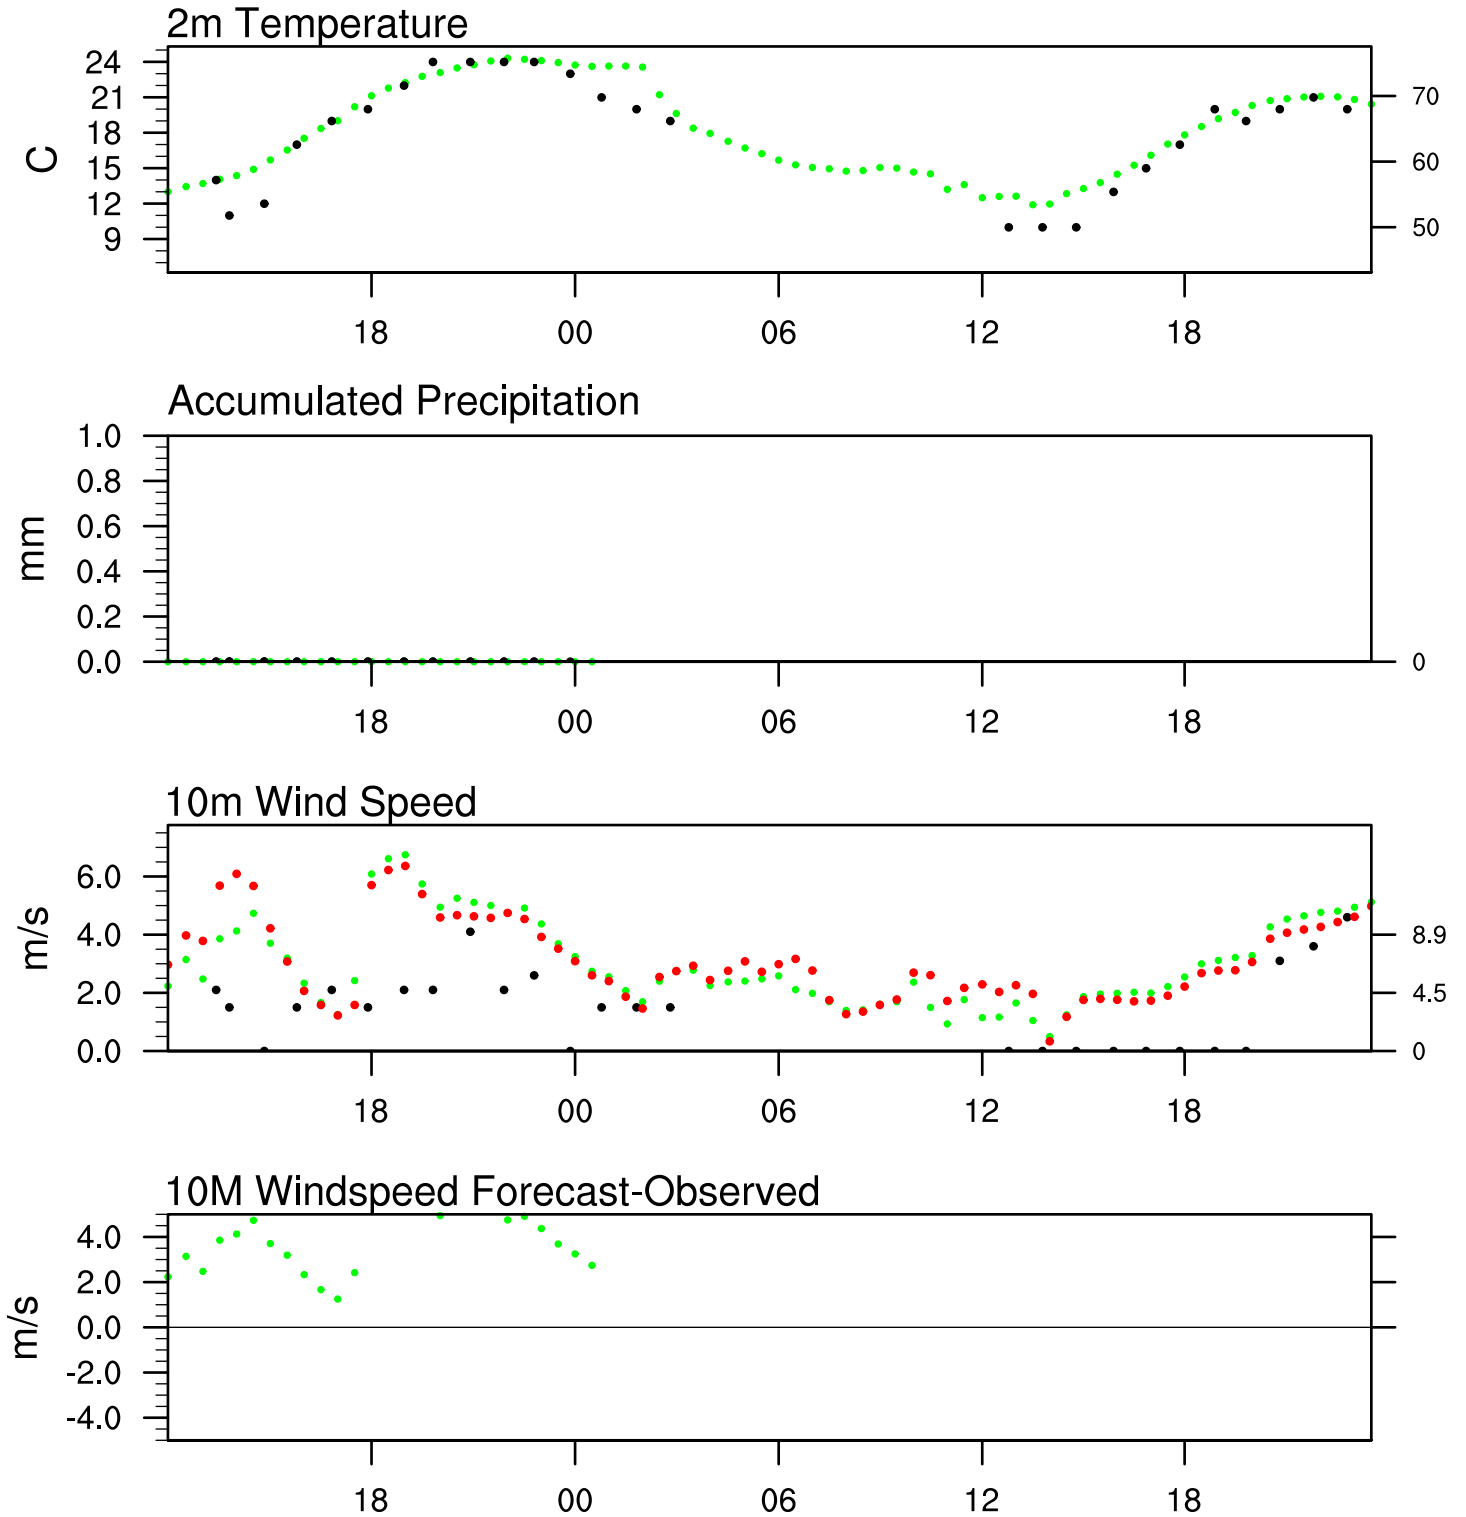 2m Temperature
24
21
18
15
12
9
C
70
60
50
18 00 06 12 18
Accumulated Precipitation
1.0
0.8
0.6
0.4
0.2
0.0
mm
0
18 00 06 12 18
10m Wind Speed
6.0
4.0
2.0
0.0
m/s
8.9
4.5
0
18 00 06 12 18
10M Windspeed Forecast-Observed
4.0
2.0
0.0
-2.0
-4.0
m/s
18 00 06 12 18